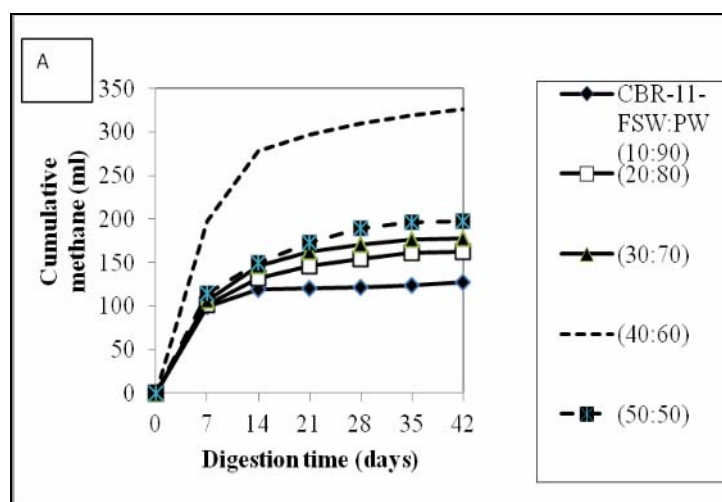 A
350
300
250
200
150
100
50
0
Cumulative
methane (ml)
0 7 14 21 28 35 42
Digestion time (days)
CBR-11-
FSW:PW
(10:90)
(20:80)
(30:70)
(40:60)
(50:50)